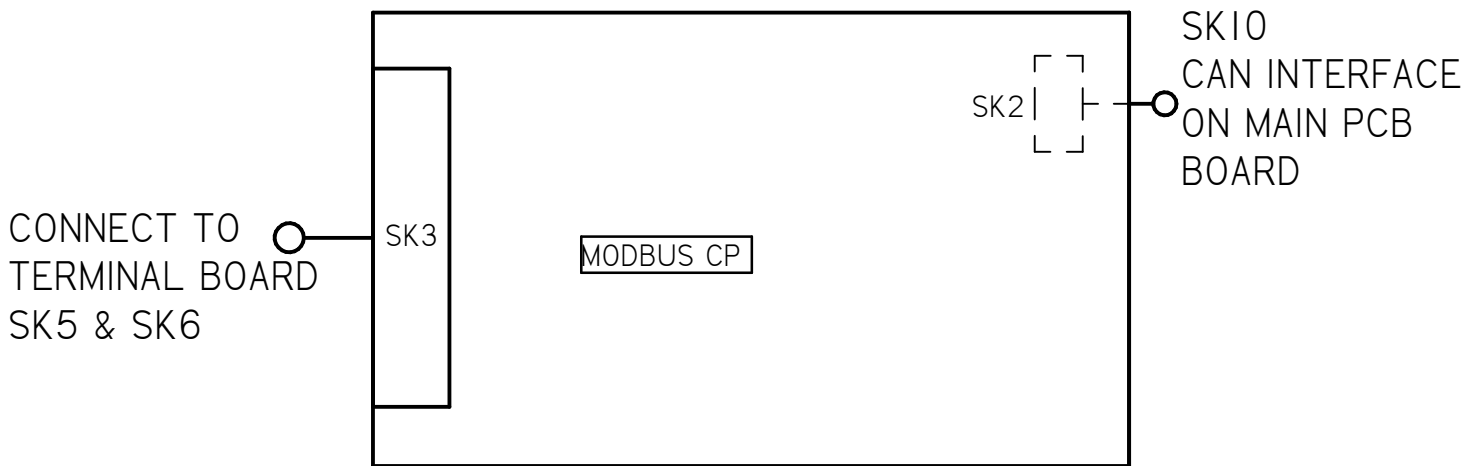 SK10
CAN INTERFACE
ON MAIN PCB
BOARD
SK2
CONNECT TO
TERMINAL BOARD
SK5 & SK6
SK3
MODBUS CP